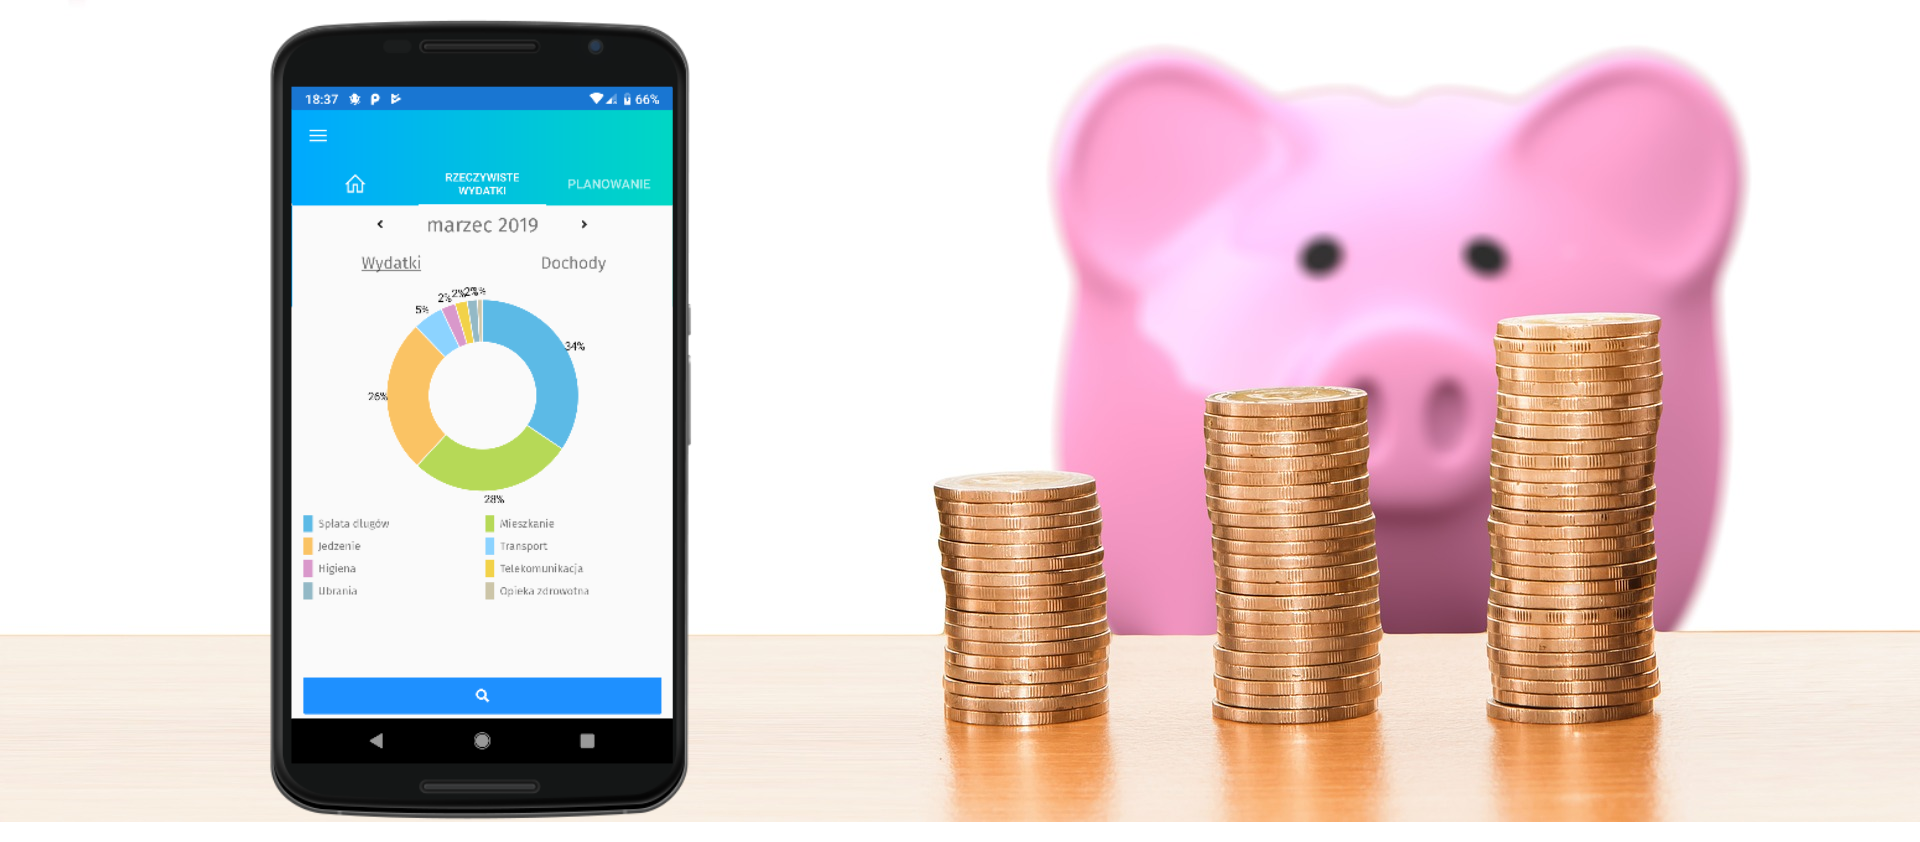 18:37
66%
RZECZYWISTE
WYDATKI
PLANOWANIE
marzec 2019
Wydatki
Dochody
5%
2%
2%
2%
34%
26%
28%
Spłata długów
Mieszkanie
Jedzenie
Transport
Higiena
Telekomunikacja
Ubrania
Opieka zdrowotna